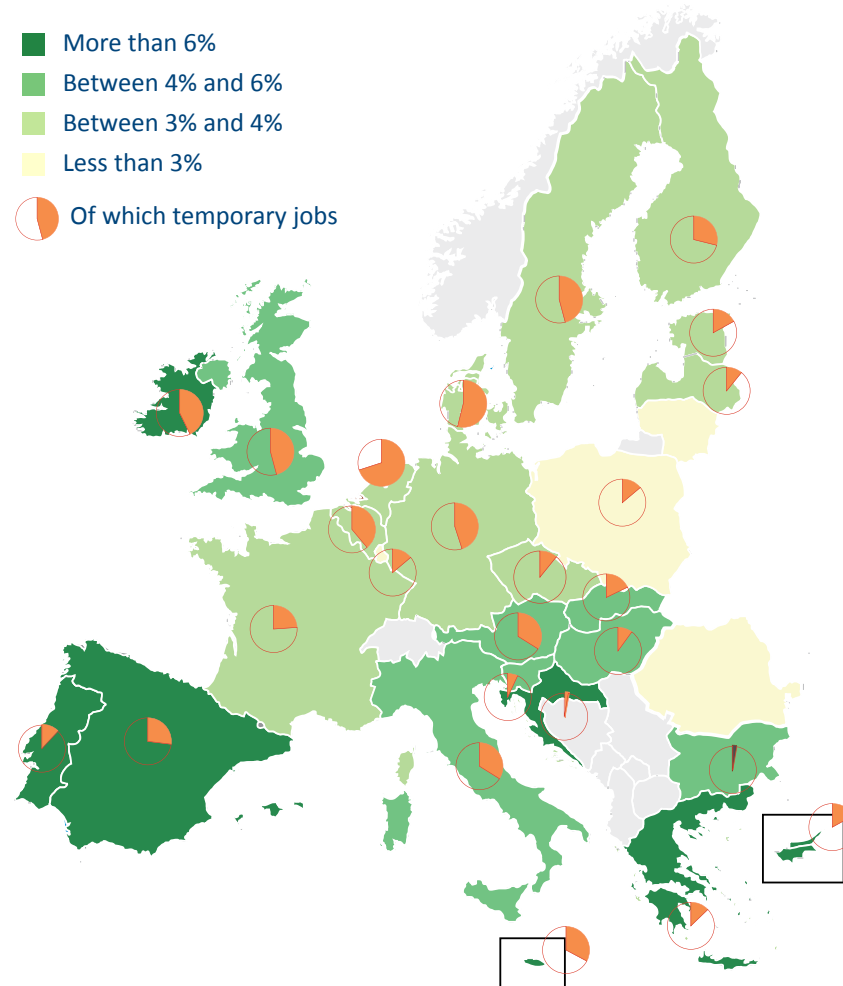 More than 6%
Between 4% and 6%
Between 3% and 4%
Less than 3%
Of which temporary jobs